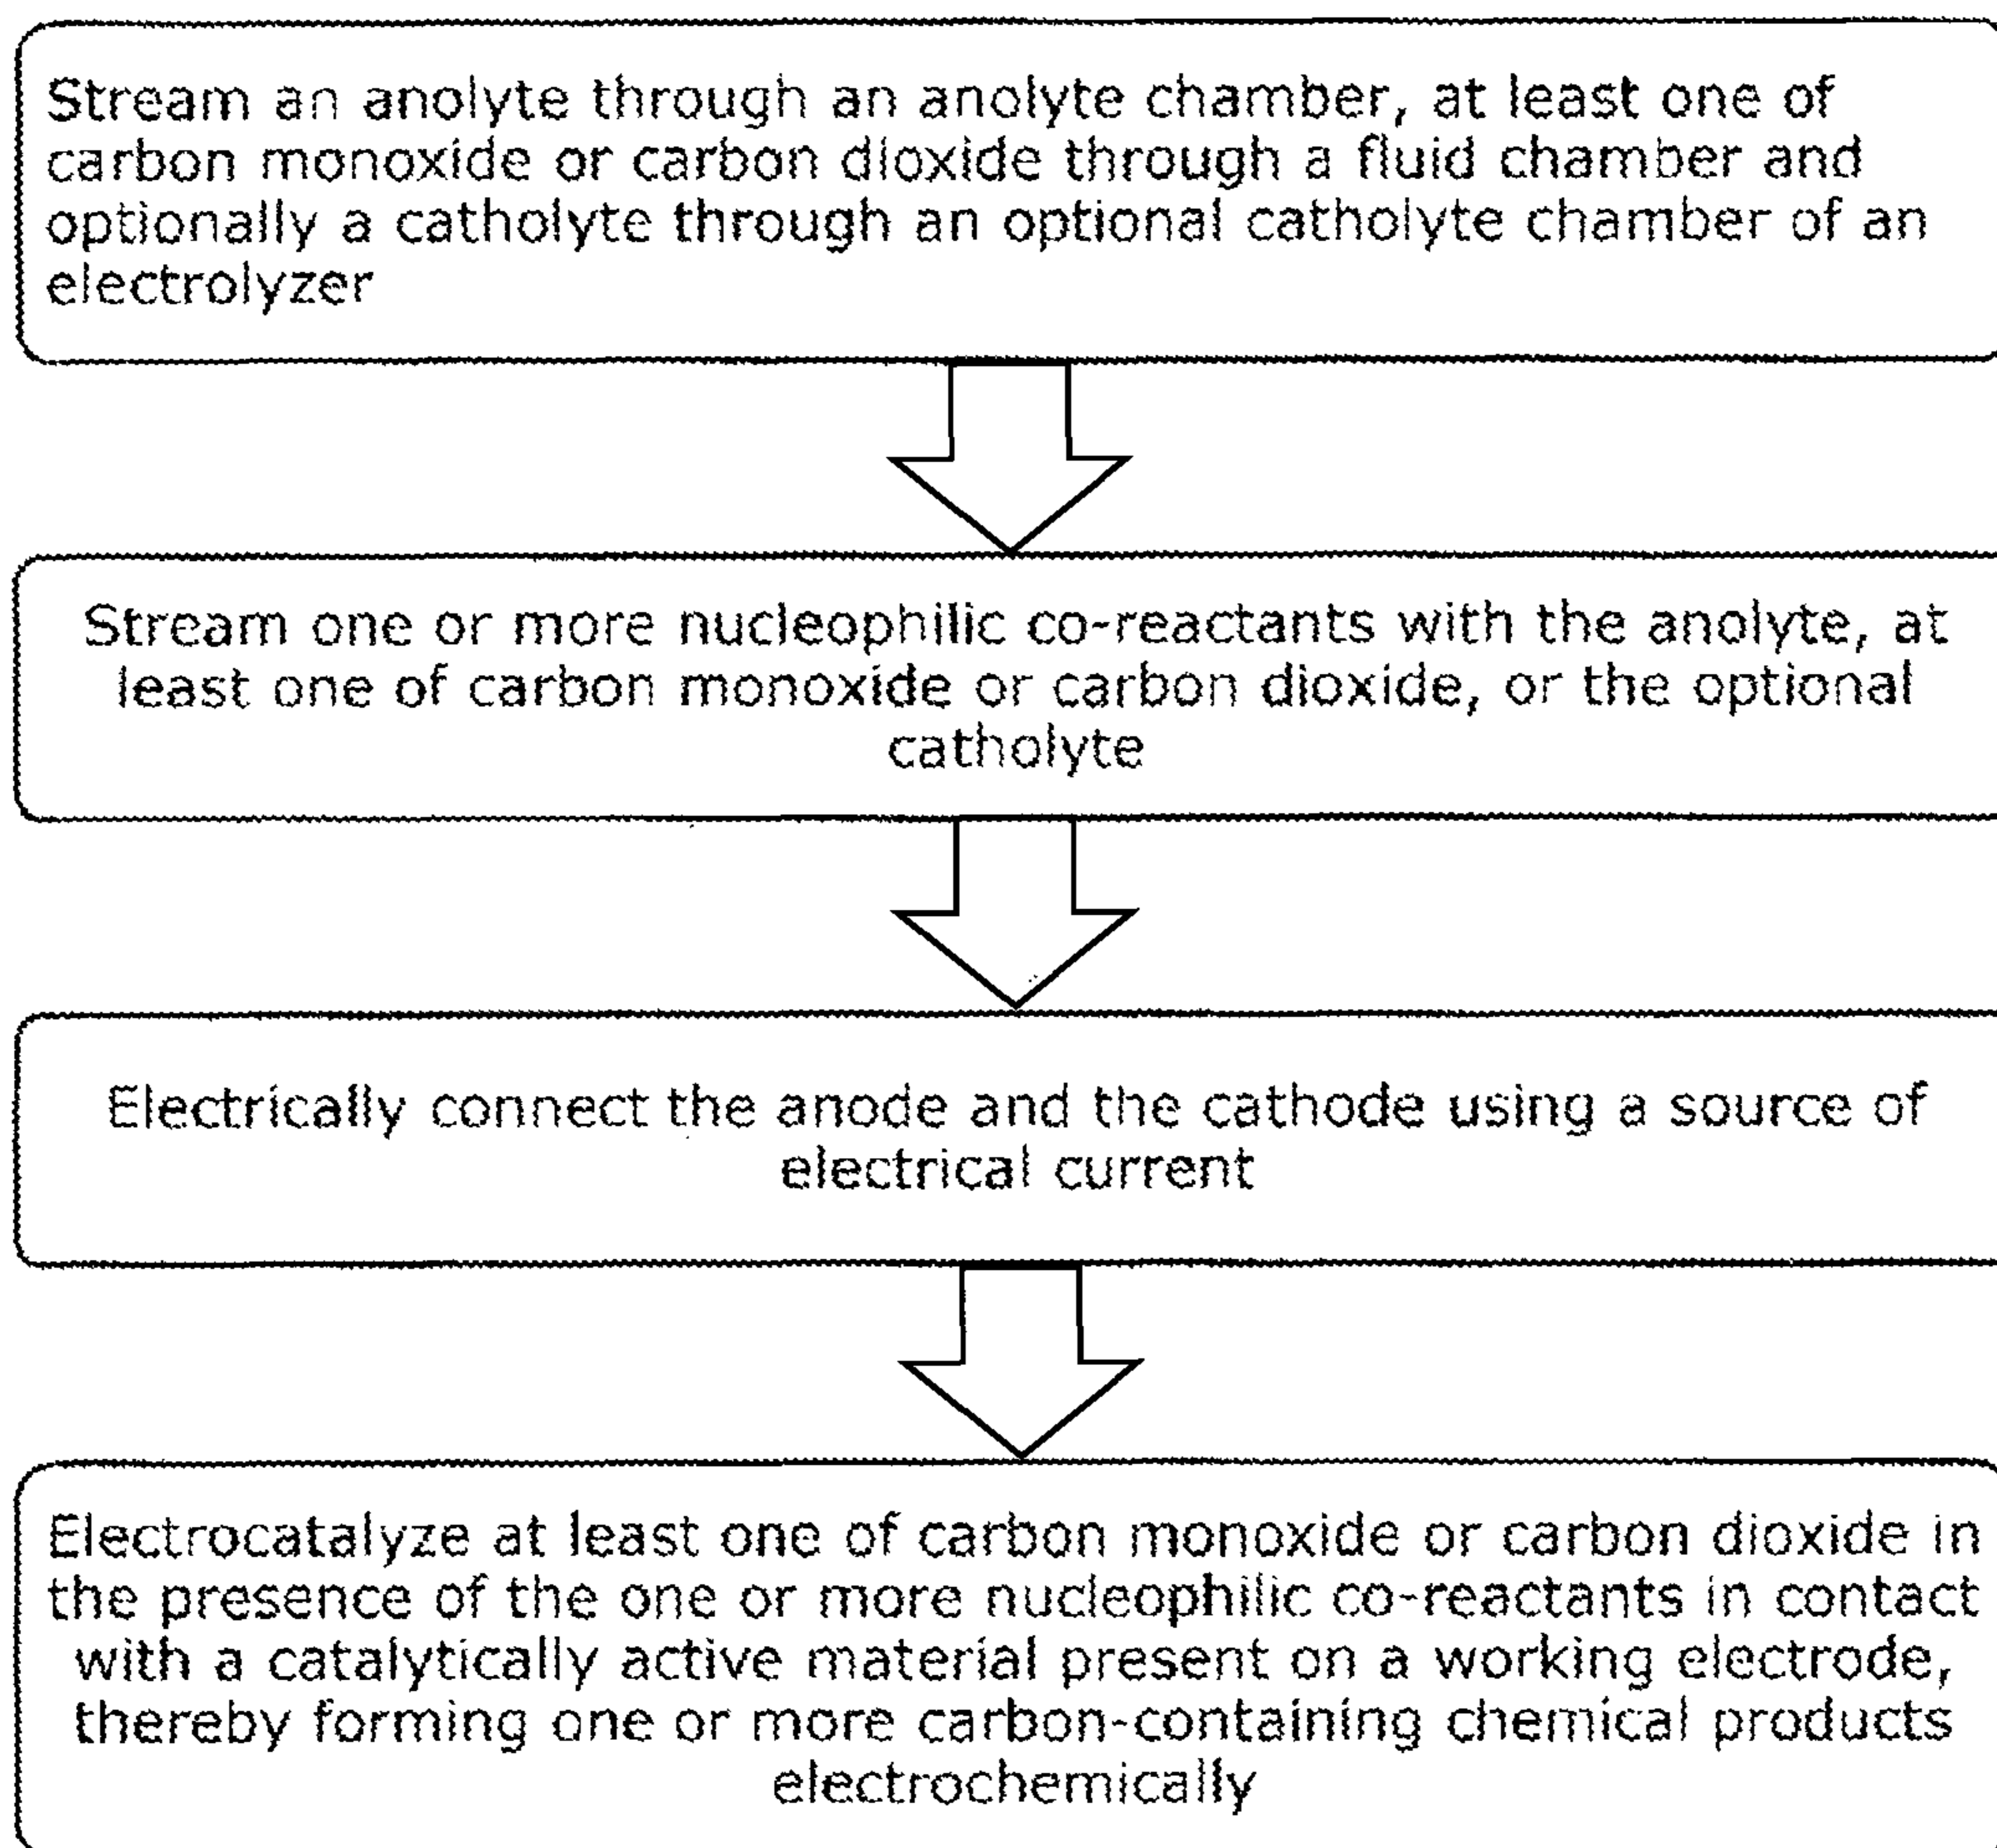 Stream an anolyte through an anolyte chamber, at least one of
carbon monoxide or carbon dioxide through a fluid chamber and
optionally a catholyte through an optional catholyte chamber of an
electrolyzer
Stream one or more nucleophilic co-reactants with the anolyte, at
least one of carbon monoxide or carbon dioxide, or the optional
catholyte
Electrically connect the anode and the cathode using a source of
electrical current
Electrocatalyze at least one of carbon monoxide or carbon dioxide in
the presence of the one or more nucleophilic co-reactants in contact
with a catalytically active material present on a working electrode,
thereby forming one or more carbon-containing chemical products
electrochemically